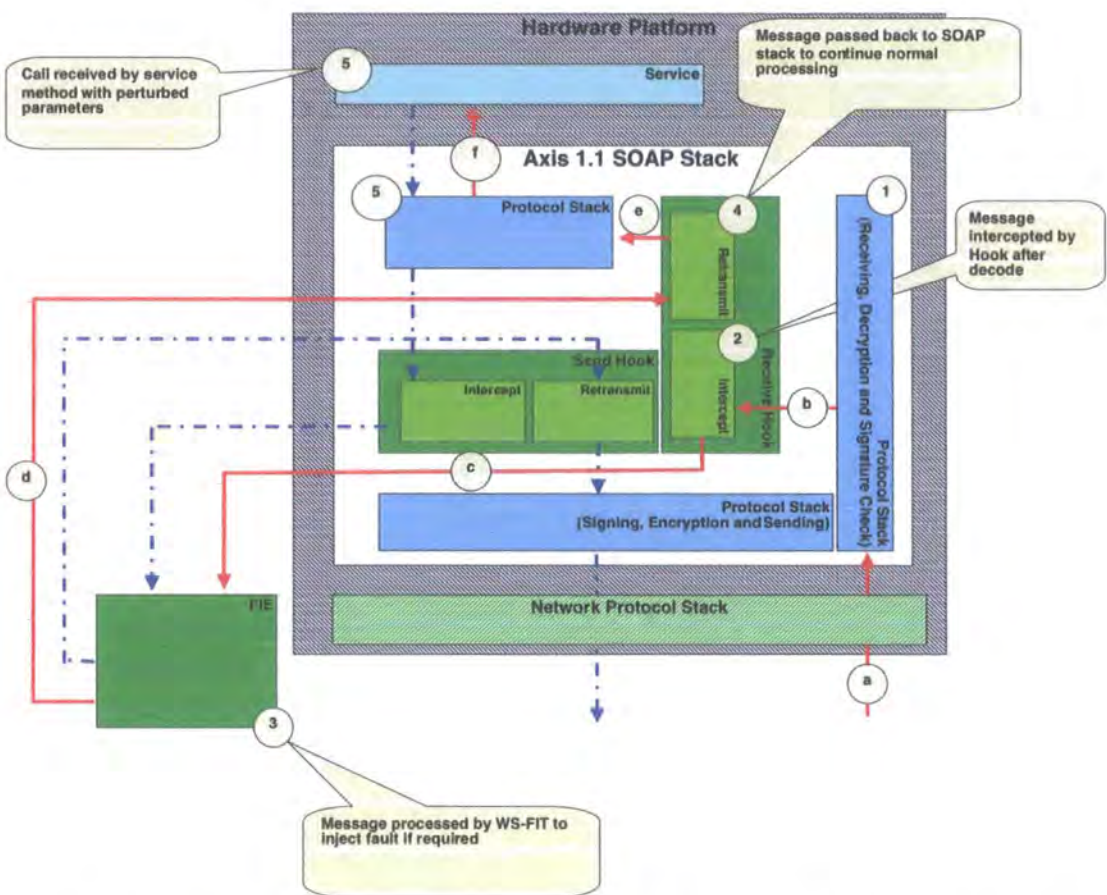 Hardware Platform
Message passed back to SOAP
stack to continue normal
processing
Call received by service
method with perturbed
parameters
5
Service
f
Axis 1.1 SOAP Stack
5
Protocol Stack
e
4
1
Message
intercepted by
Hook after
decode
Retransmit
2
Intercept
Receive Hook
Protocol Stack
(Receiving, Decryption and Signature Check)
b
Send Hook
Intercept
Retransmit
d
c
Protocol Stack
(Signing, Encryption and Sending)
FIE
Network Protocol Stack
a
3
Message processed by WS-FIT to
inject fault if required